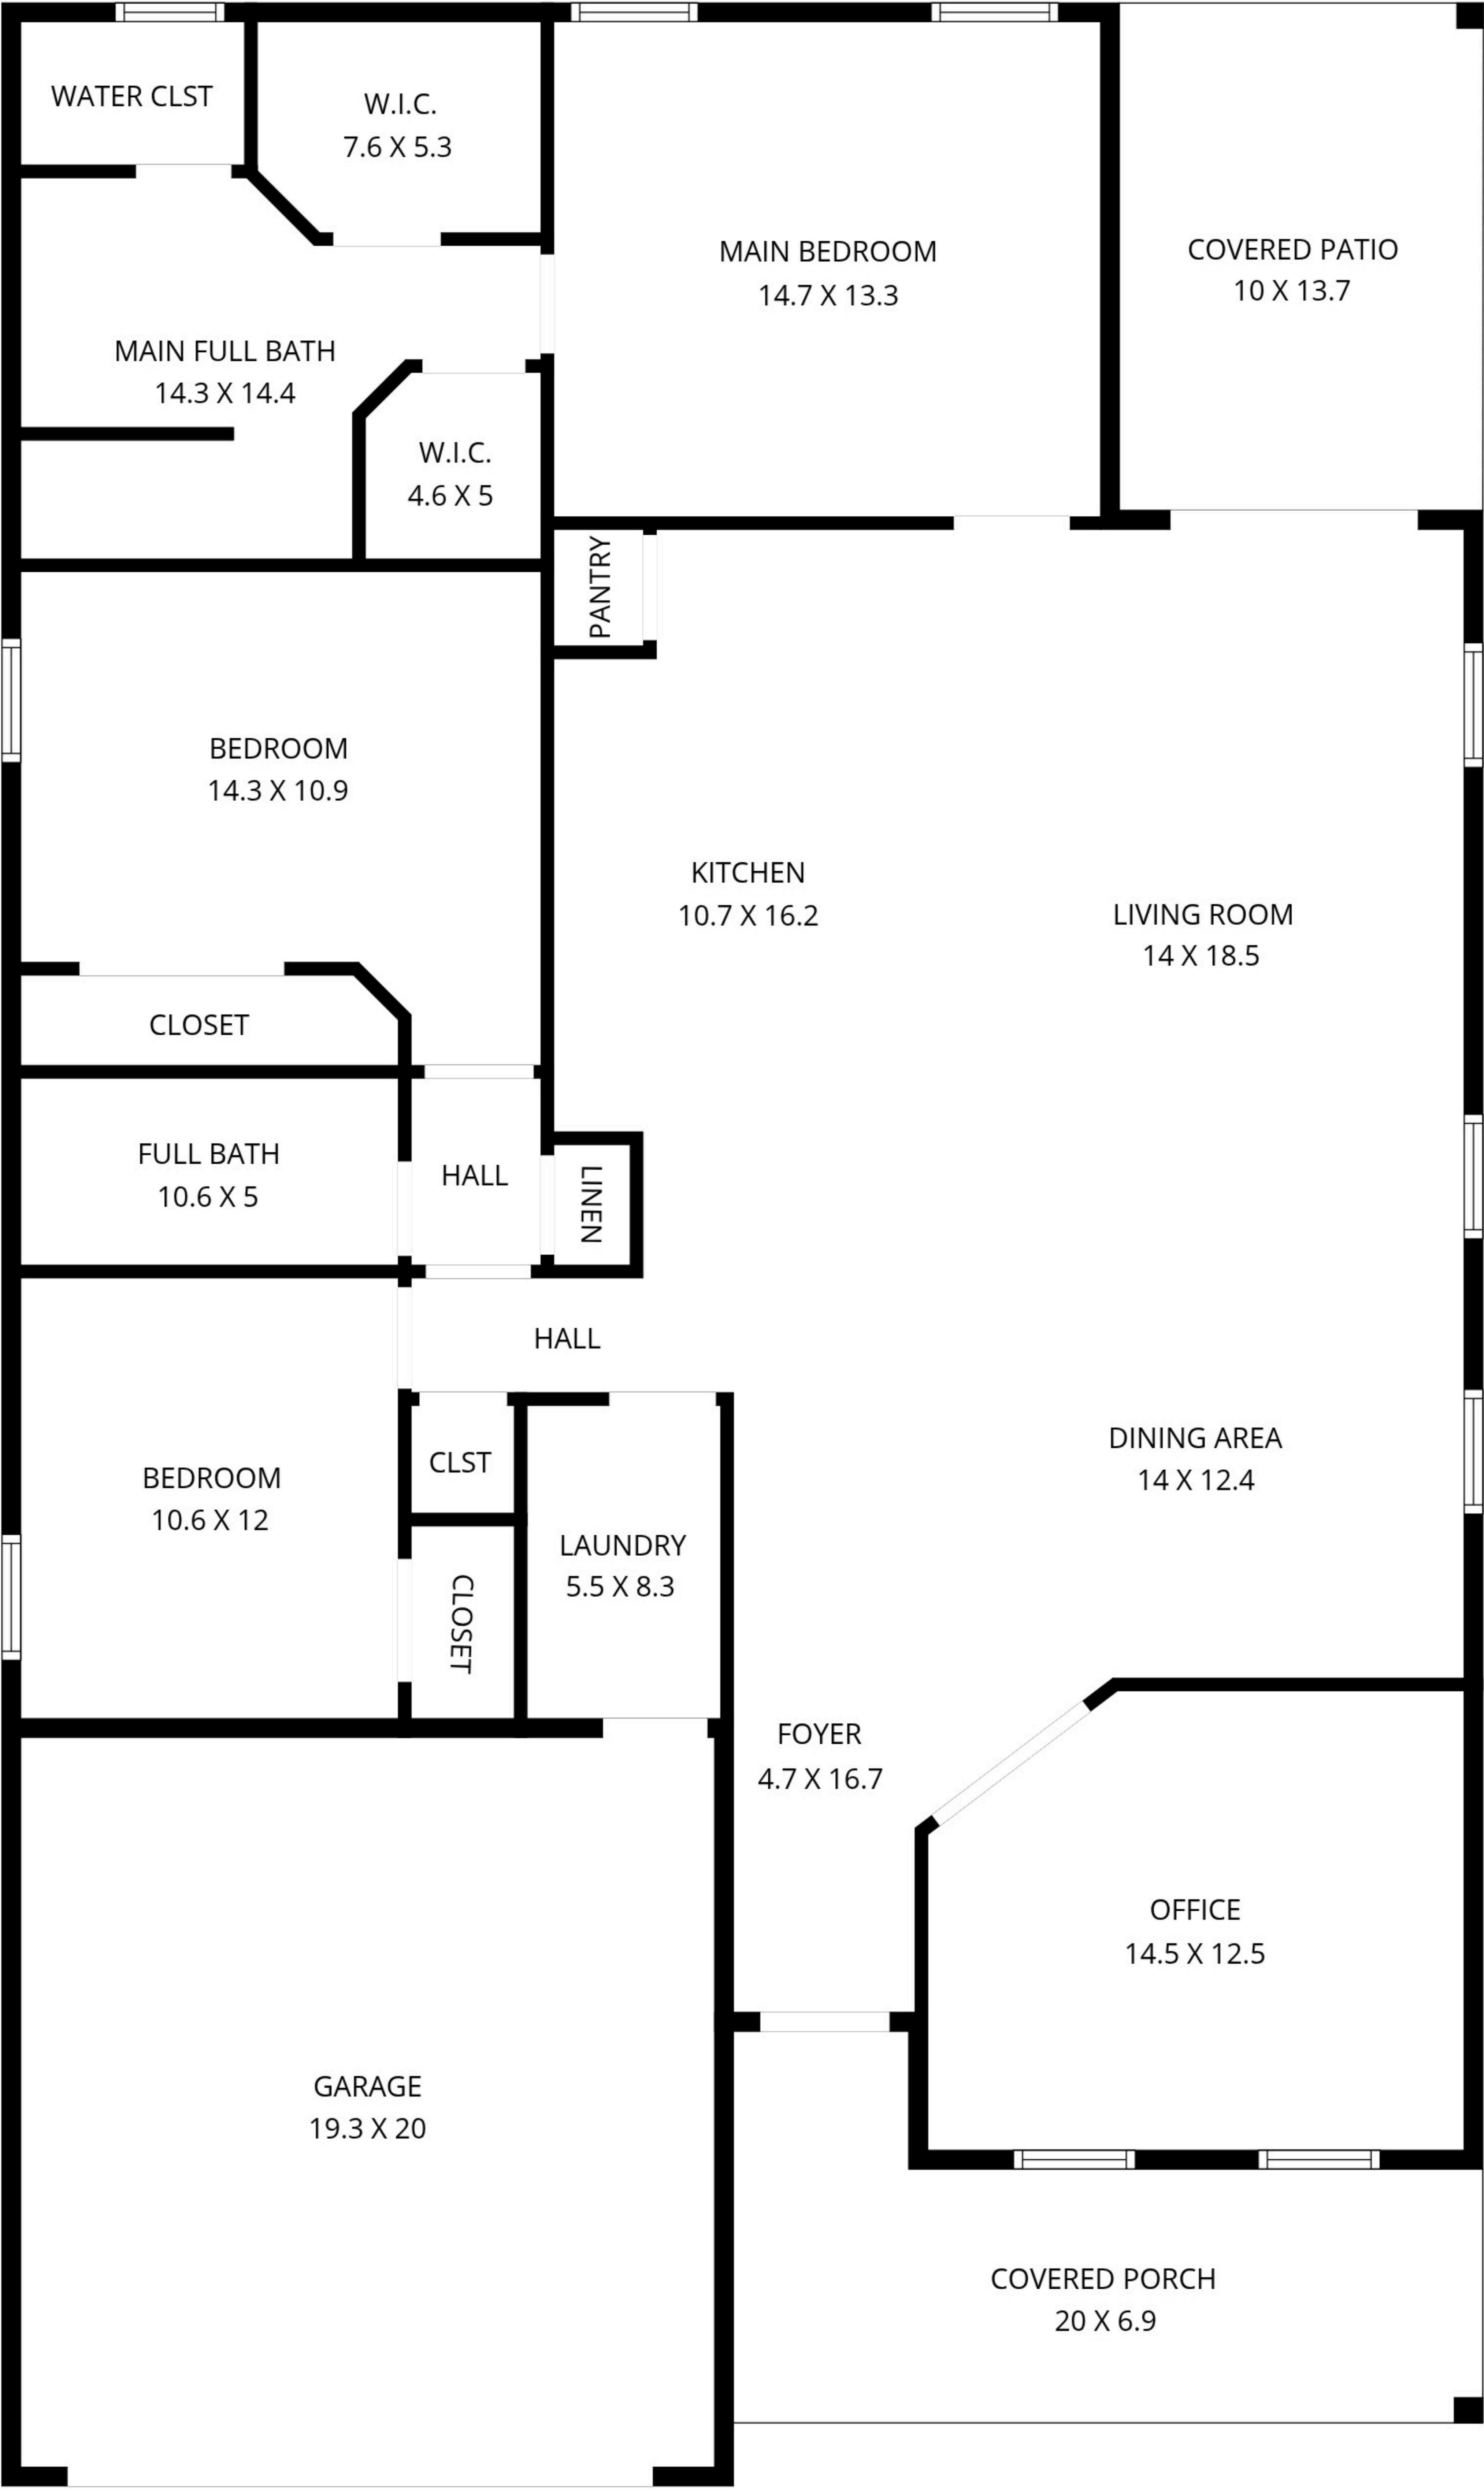 WATER CLST
W.I.C.
7.6 X 5.3
MAIN BEDROOM
14.7 X 13.3
COVERED PATIO
10 X 13.7
MAIN FULL BATH
14.3 X 14.4
W.I.C.
4.6 X 5
PANTRY
BEDROOM
14.3 X 10.9
KITCHEN
10.7 X 16.2
LIVING ROOM
14 X 18.5
CLOSET
FULL BATH
10.6 X 5
HALL
LINEN
HALL
BEDROOM
10.6 X 12
CLST
DINING AREA
14 X 12.4
LAUNDRY
5.5 X 8.3
CLOSET
FOYER
4.7 X 16.7
OFFICE
14.5 X 12.5
GARAGE
19.3 X 20
COVERED PORCH
20 X 6.9